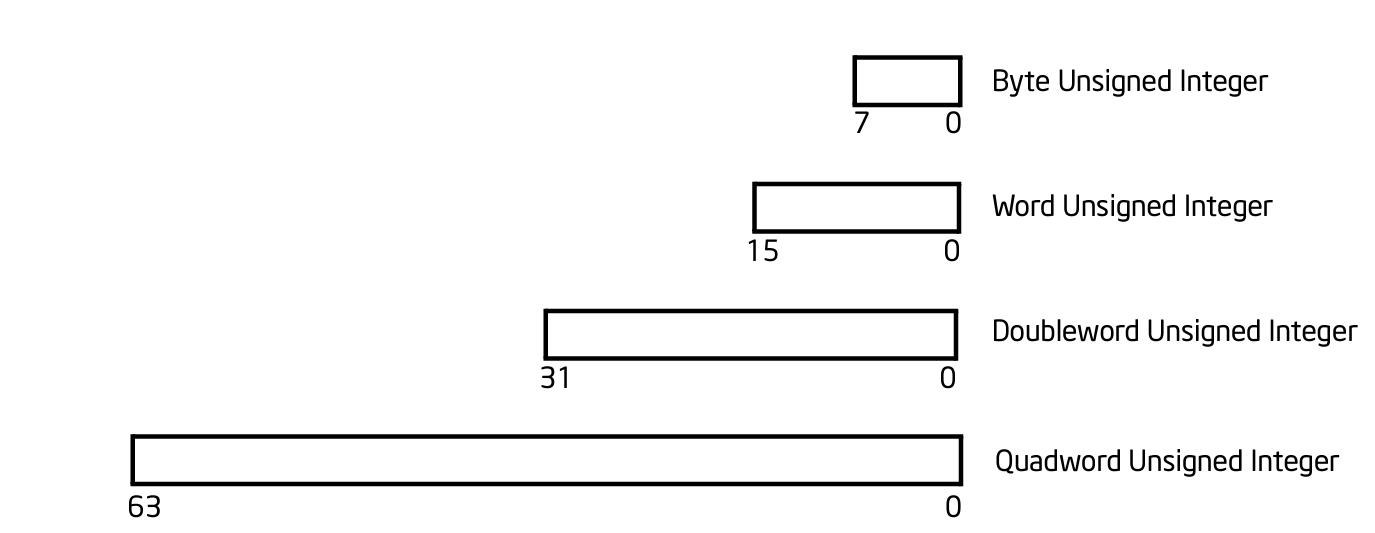 Byte Unsigned Integer
7 0
Word Unsigned Integer
15 0
Doubleword Unsigned Integer
31 0
Quadword Unsigned Integer
63 0